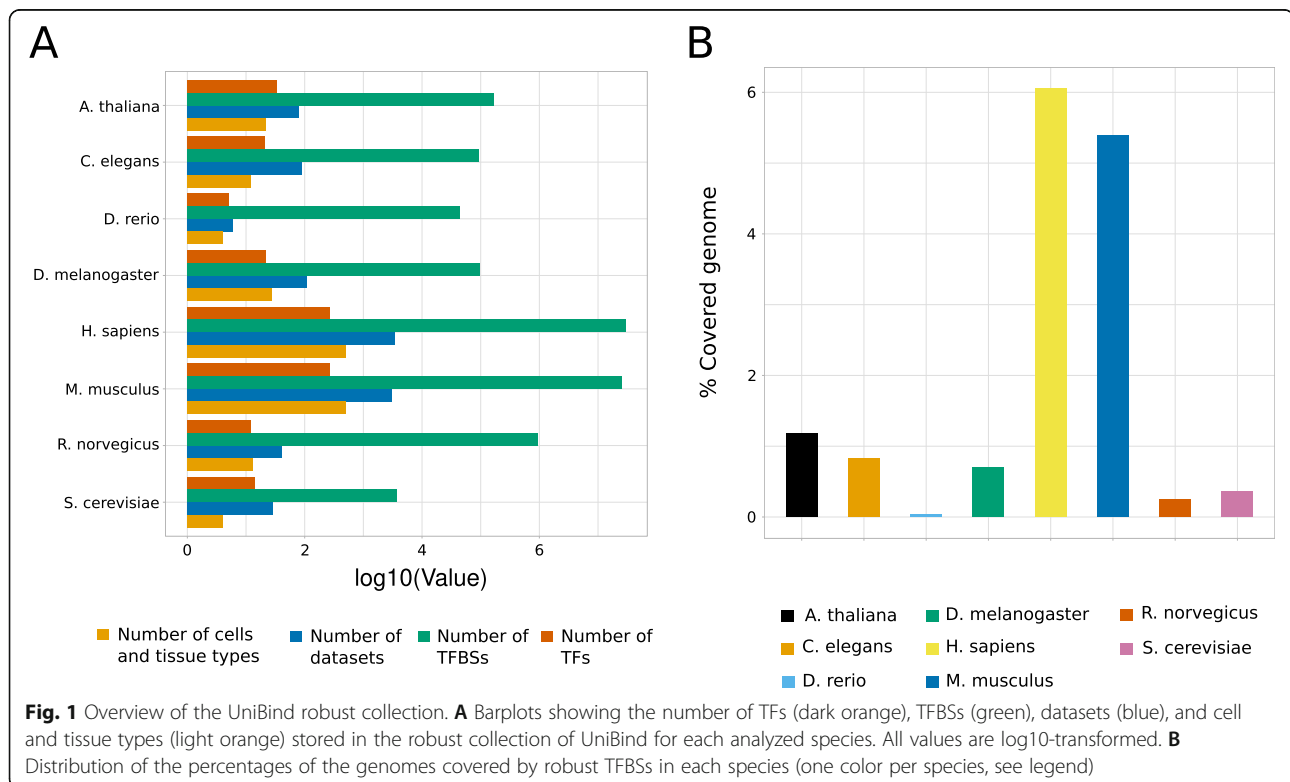 A
B
A. thaliana
C. elegans
D. rerio
D. melanogaster
H. sapiens
M. musculus
R. norvegicus
S. cerevisiae
0 2 4 6
log10(Value)
Number of cells
and tissue types
Number of
datasets
Number of
TFBSs
Number of
TFs
% Covered genome
6
4
2
0
A. thaliana
C. elegans
D. rerio
D. melanogaster
H. sapiens
M. musculus
R. norvegicus
S. cerevisiae
Fig. 1 Overview of the UniBind robust collection. A Barplots showing the number of TFs (dark orange), TFBSs (green), datasets (blue), and cell
and tissue types (light orange) stored in the robust collection of UniBind for each analyzed species. All values are log10-transformed. B
Distribution of the percentages of the genomes covered by robust TFBSs in each species (one color per species, see legend)